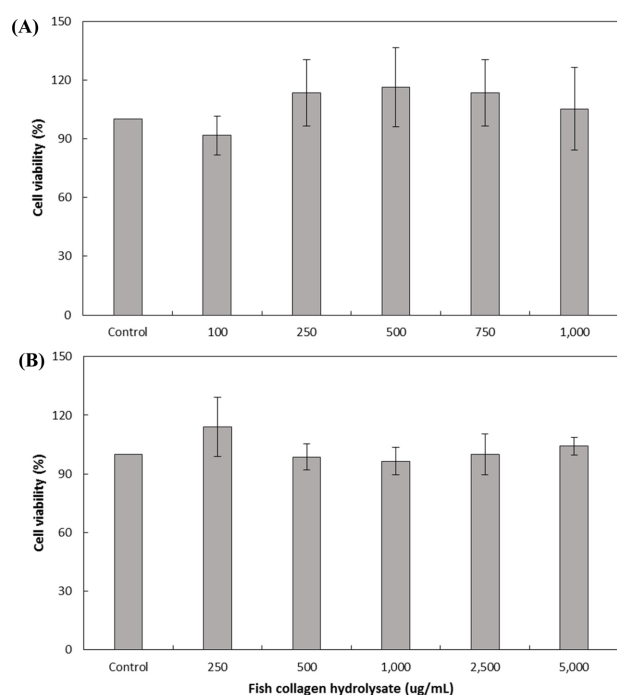 (A)
150
120
90
60
30
0
Cell viability (%)
Control 100 250 500 750 1,000
(B)
150
120
90
60
30
0
Cell viability (%)
Control 250 500 1,000 2,500 5,000
Fish collagen hydrolysate (ug/mL)